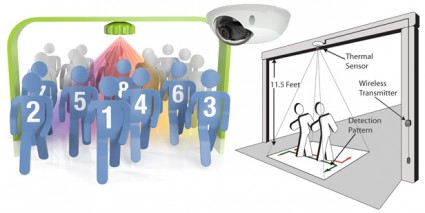 2
5
1
8
4
6
3
Thermal
Sensor
11.5 Feet
Wireless
Transmitter
Detection
Pattern